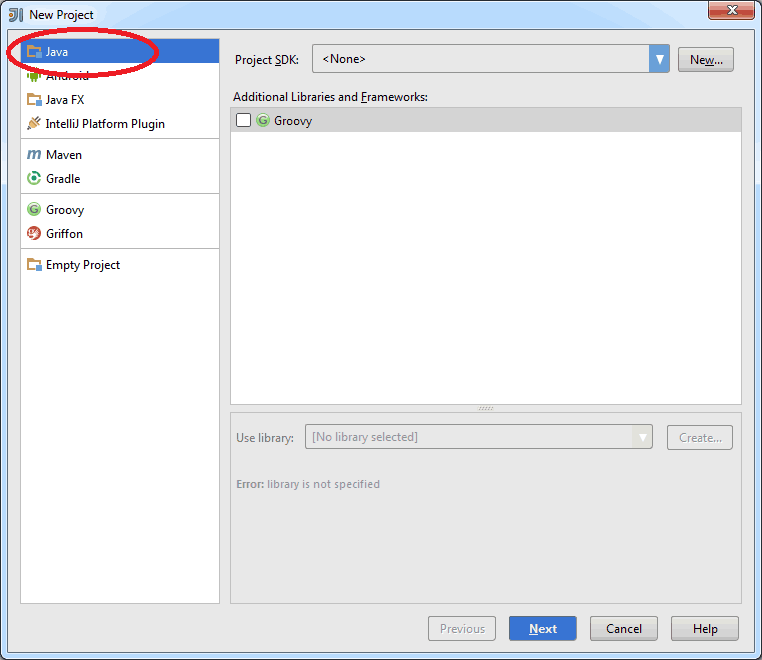 New Project
Java
Android
Java FX
IntelliJ Platform Plugin
Maven
Gradle
Groovy
Griffon
Empty Project
Project SDK: <None> New...
Additional Libraries and Frameworks:
Groovy
Use library: [No library selected] Create...
Error: library is not specified
Previous Next Cancel Help